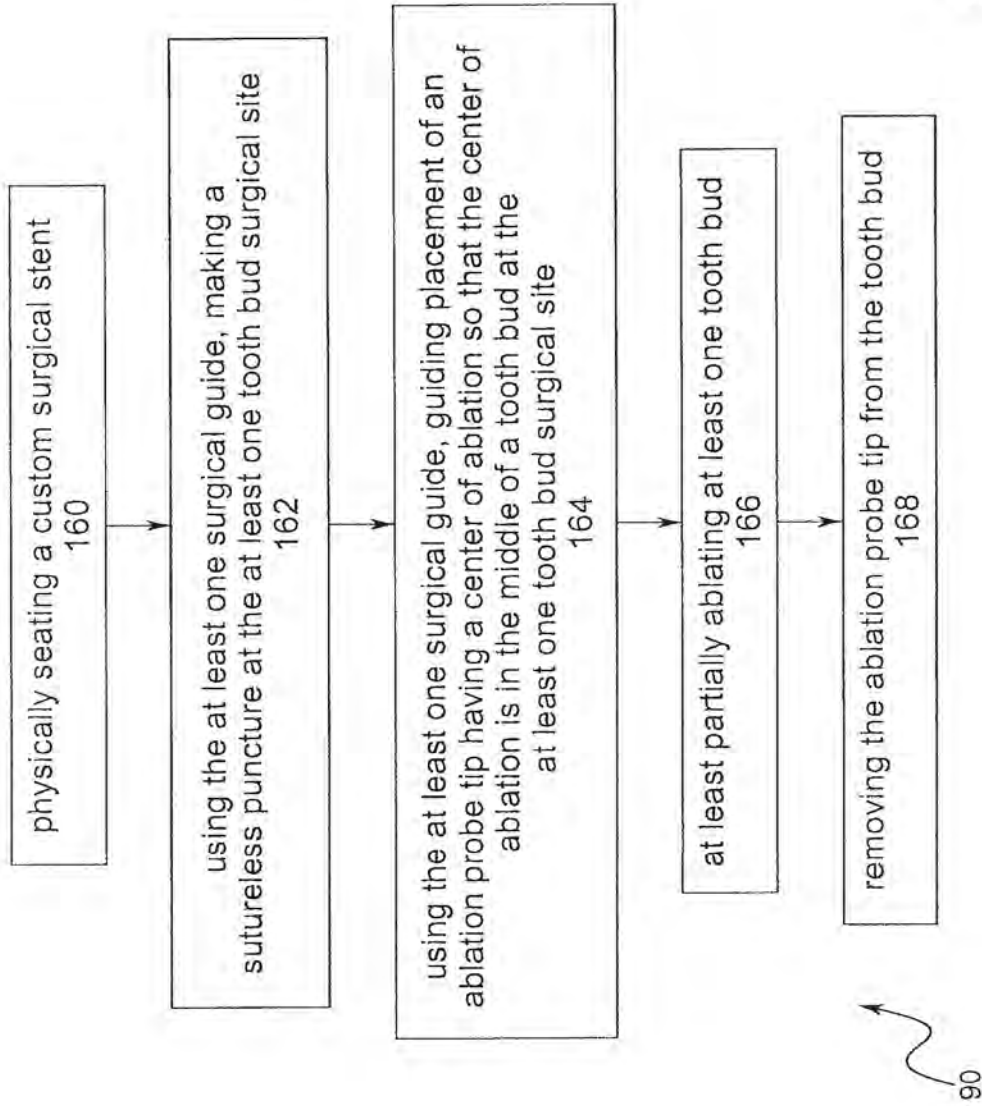 physically seating a custom surgical stent
160
using the at least one surgical guide, making a
sutureless puncture at the at least one tooth bud surgical site
162
using the at least one surgical guide, guiding placement of an
ablation probe tip having a center of ablation so that the center of
ablation is in the middle of a tooth bud at the
at least one tooth bud surgical site
164
at least partially ablating at least one tooth bud
166
removing the ablation probe tip from the tooth bud
168
90